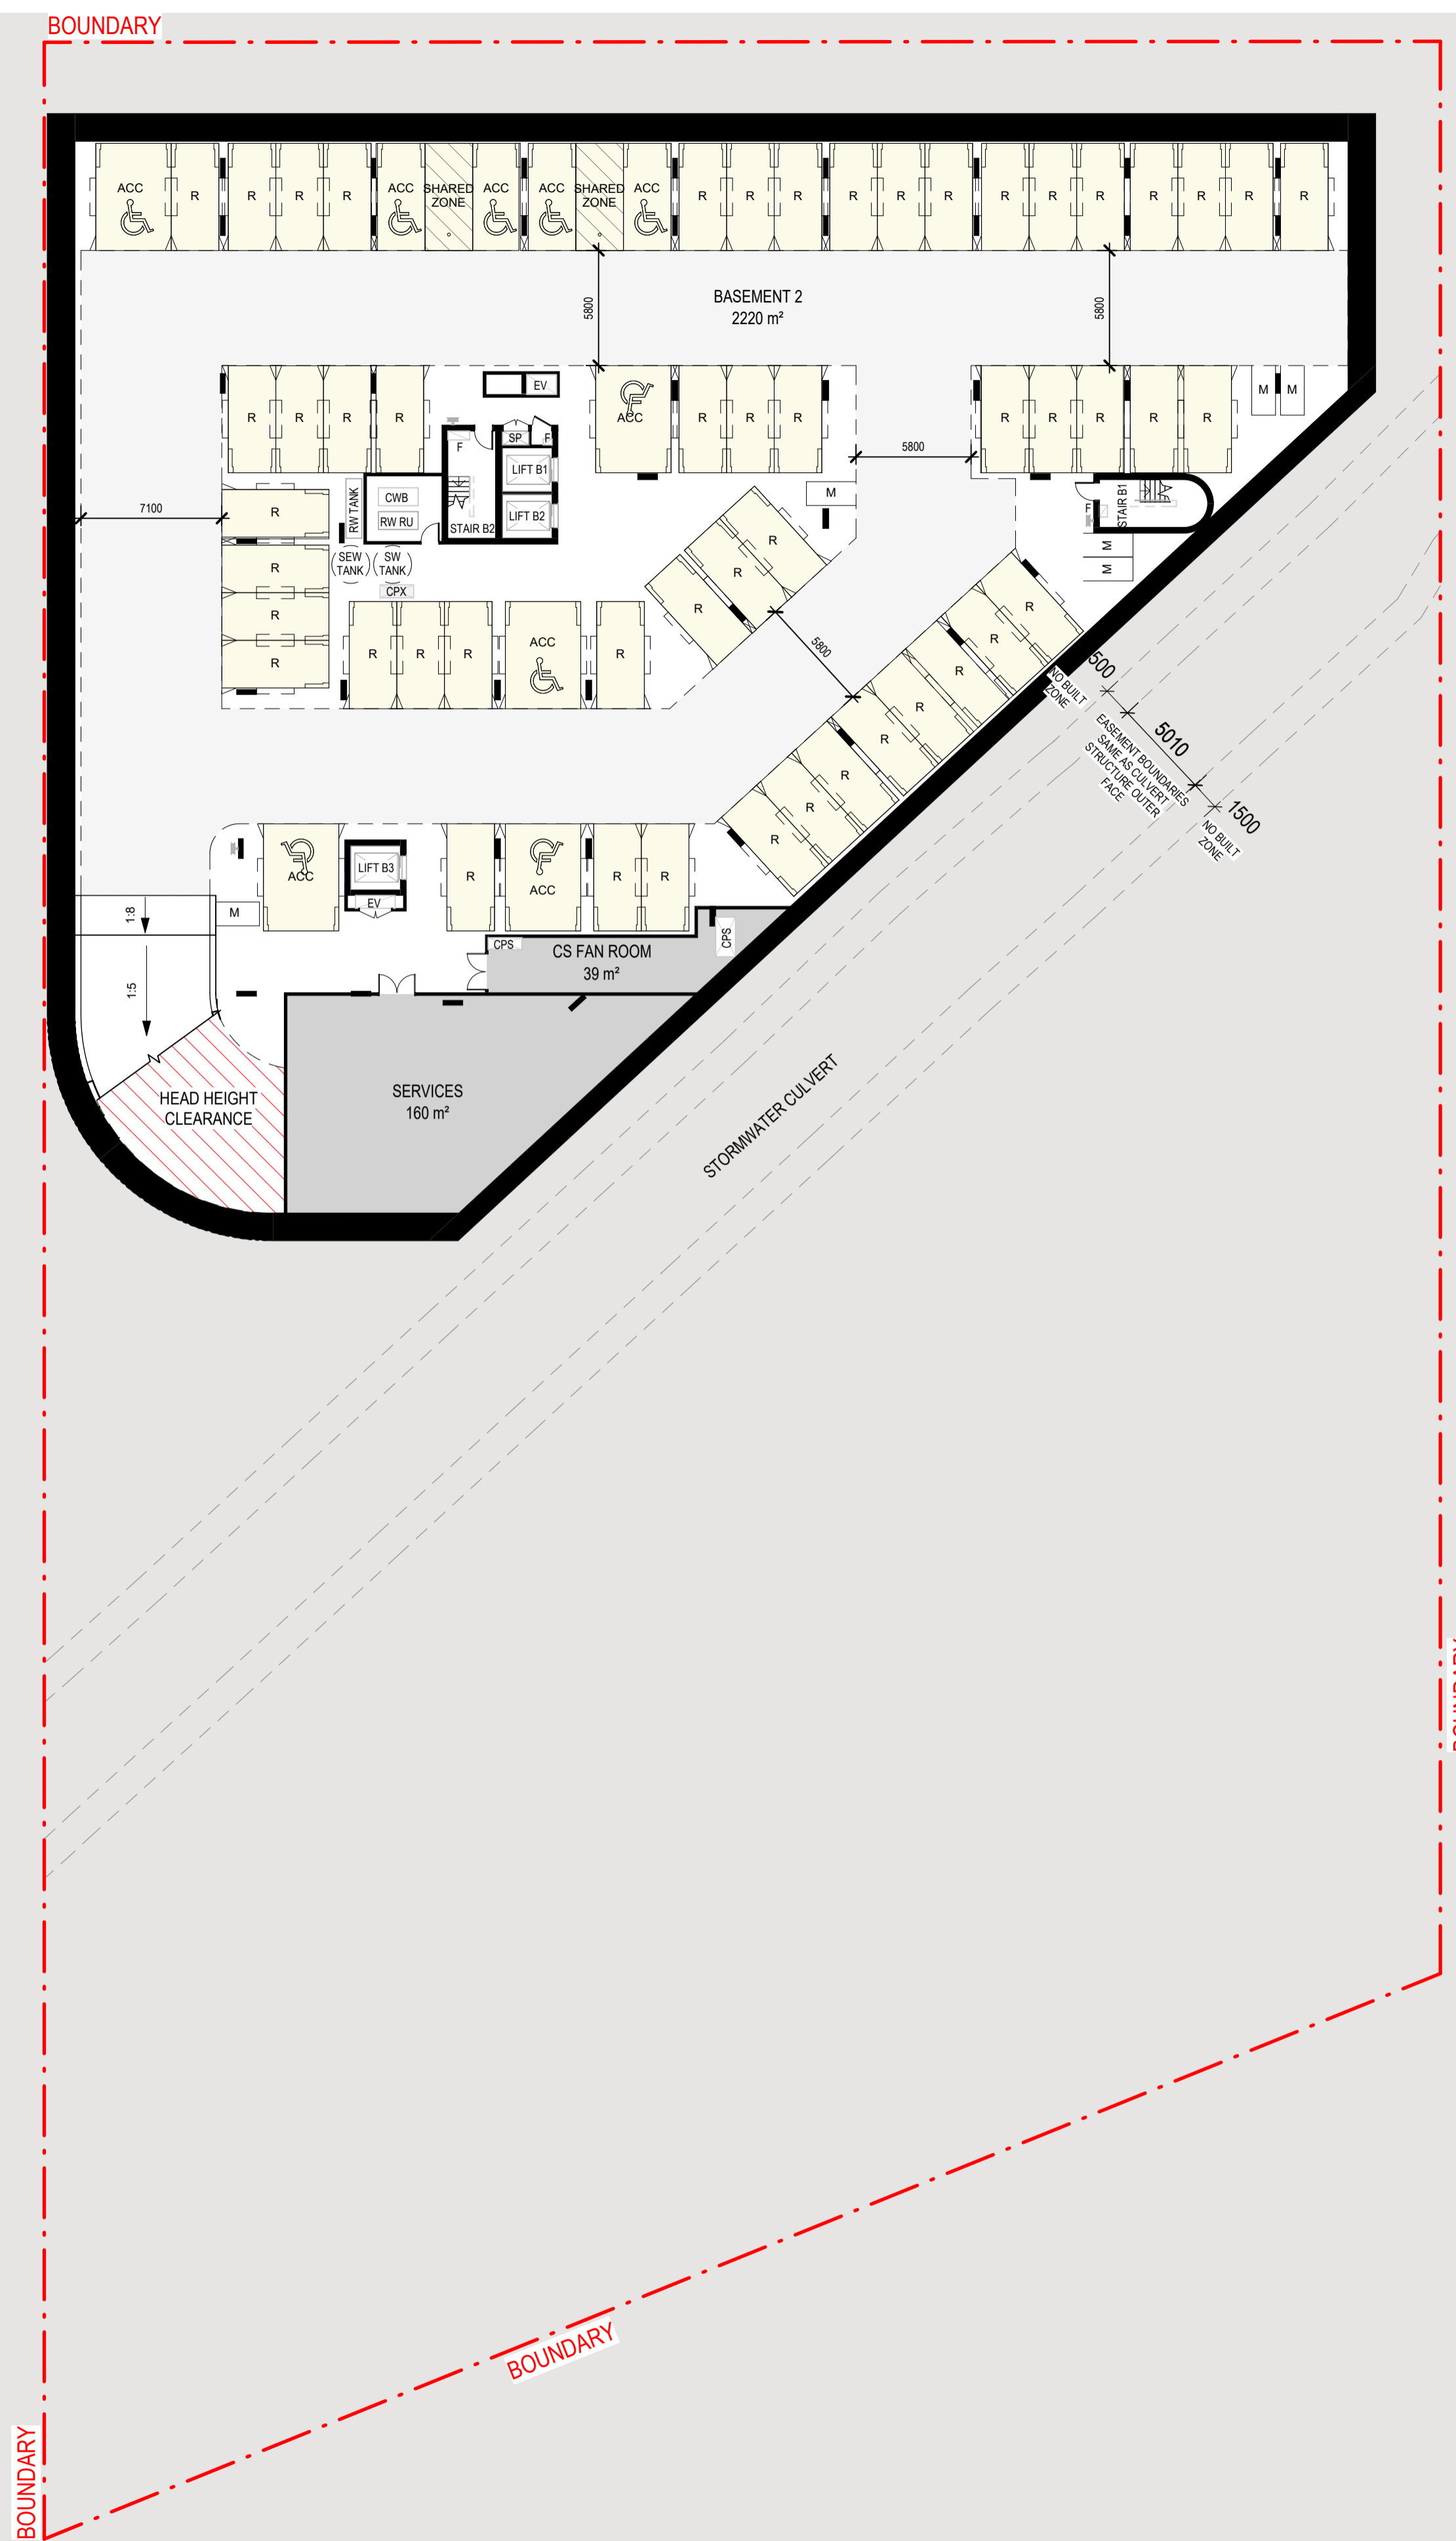 BOUNDARY
ACC
R
R
R
R
ACC
SHARED
ZONE
ACC
ACC
SHARED
ZONE
ACC
R
R
R
R
R
R
R
R
R
R
R
R
R
5800
BASEMENT 2
2220 m²
5800
R
R
R
R
EV
ACC
R
R
R
R
R
R
R
R
M
M
F
SP
F
LIFT B1
LIFT B2
STAIR B2
5800
7100
R
RW TANK
CWB
RW RU
M
F
STAIR B1
M
M
SEW
TANK
SW
TANK
CPX
R
R
R
R
R
R
R
R
R
ACC
R
5800
R
R
R
R
R
R
R
R
NO BUILT
ZONE
EASEMENT BOUNDARIES
SAME AS CULVERT
STRUCTURE OUTER
FACE
5010
1500
NO BUILT
ZONE
ACC
LIFT B3
EV
R
ACC
R
R
M
1:8
1:5
CPS
CS FAN ROOM
39 m²
CPS
HEAD HEIGHT
CLEARANCE
SERVICES
160 m²
STORMWATER CULVERT
BOUNDARY
BOUNDARY